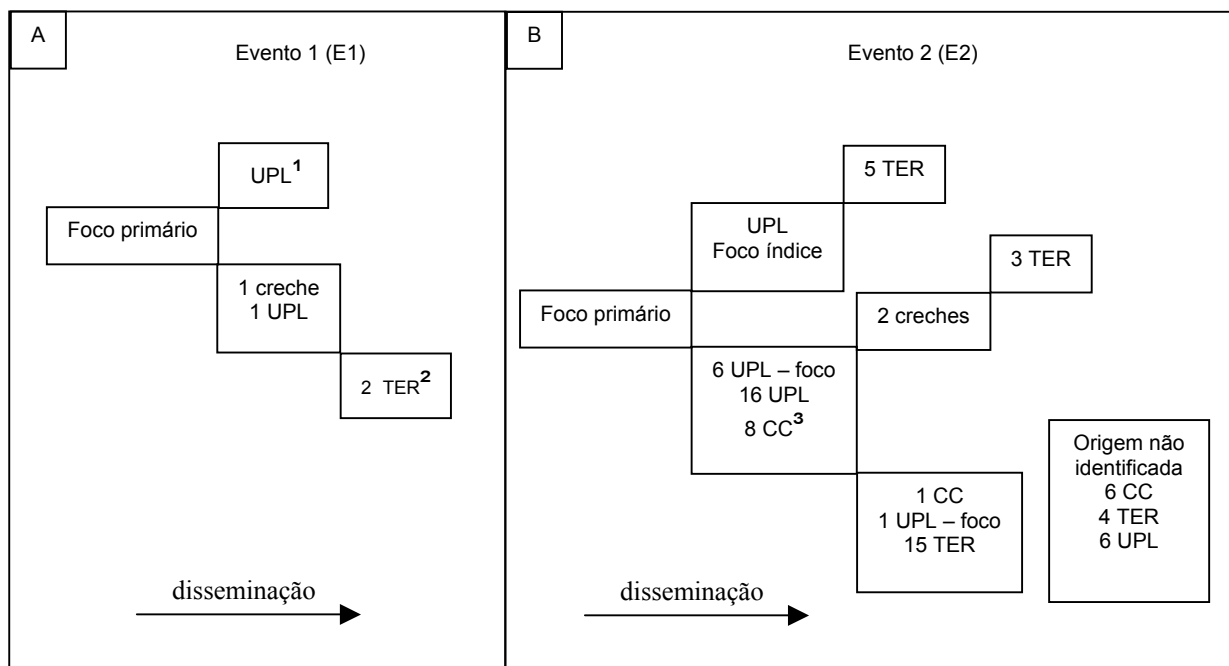 A
Evento 1 (E1)
UPL¹
Foco primário
1 creche
1 UPL
2 TER²
disseminação
B
Evento 2 (E2)
5 TER
UPL
Foco índice
3 TER
Foco primário
2 creches
6 UPL – foco
16 UPL
8 CC³
Origem não
identificada
6 CC
4 TER
6 UPL
1 CC
1 UPL – foco
15 TER
disseminação